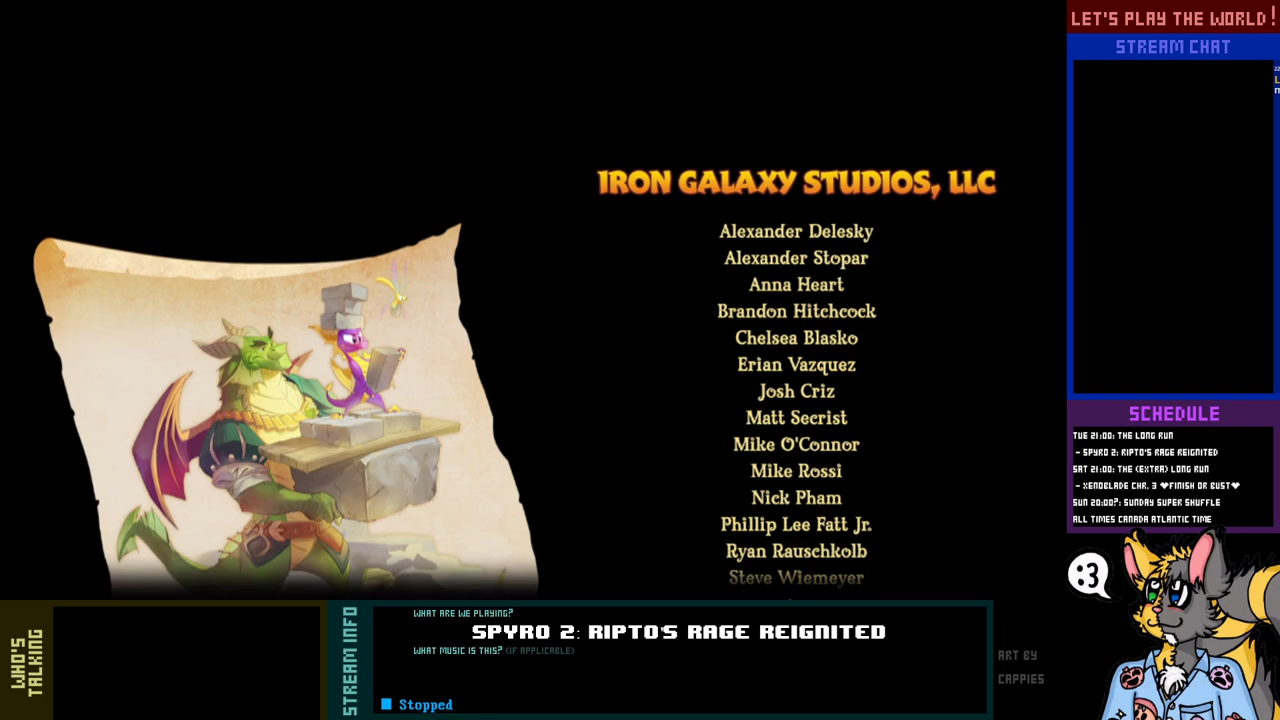 LET'S PLAY THE WORLD!
STREAM CHAT
IRON GALAXY STUDIOS, LLC
Alexander Delesky
Alexander Stopar
Anna Heart
Brandon Hitchcock
Chelsea Blasko
Erian Vazquez
Josh Criz
Matt Secrist
Mike O'Connor
Mike Rossi
Nick Pham
Phillip Lee Fatt Jr.
Ryan Rauschkolb
Steve Wiemeyer
SCHEDULE
TUE 21:00: THE LONG RUN
- SPYRO 2: RIPTO'S RAGE REIGNITED
SAT 21:00: THE (EXTRA) LONG RUN
- XENOBLADE CHR. 3 ♥FINISH OR BUST♥
SUN 20:00?: SUNDAY SUPER SHUFFLE
ALL TIMES CANADA ATLANTIC TIME
:3
WHO'S TALKING
STREAM INFO
WHAT ARE WE PLAYING?
SPYRO 2: RIPTO'S RAGE REIGNITED
WHAT MUSIC IS THIS? (IF APPLICABLE)
Stopped
ART BY
CAPPIES